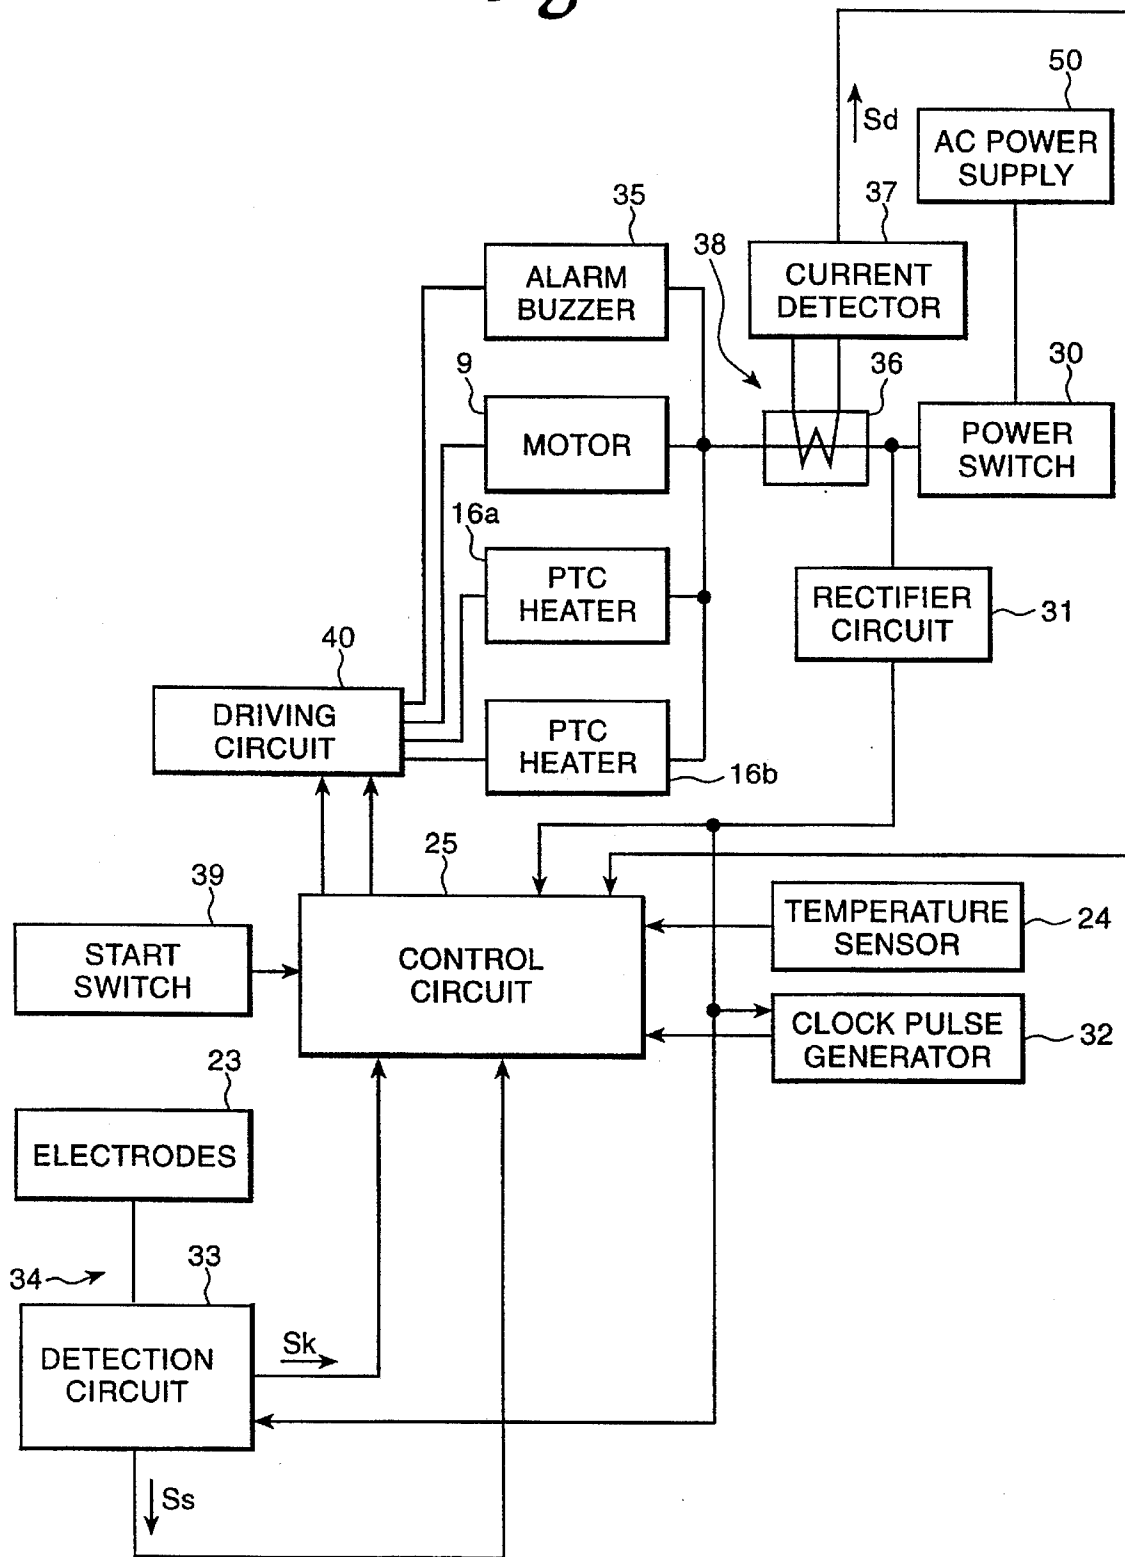 50
Sd
AC POWER
SUPPLY
35
37
38
ALARM
BUZZER
CURRENT
DETECTOR
9
36
30
MOTOR
POWER
SWITCH
16a
PTC
HEATER
RECTIFIER
CIRCUIT
31
40
DRIVING
CIRCUIT
PTC
HEATER
16b
25
39
TEMPERATURE
SENSOR
24
START
SWITCH
CONTROL
CIRCUIT
CLOCK PULSE
GENERATOR
32
23
ELECTRODES
33
34
Sk
DETECTION
CIRCUIT
Ss